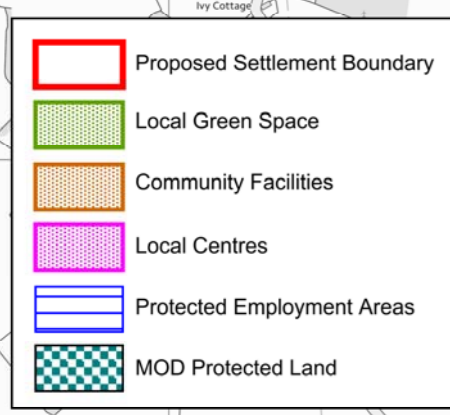 Ivy Cottage
Proposed Settlement Boundary
Local Green Space
Community Facilities
Local Centres
Protected Employment Areas
MOD Protected Land